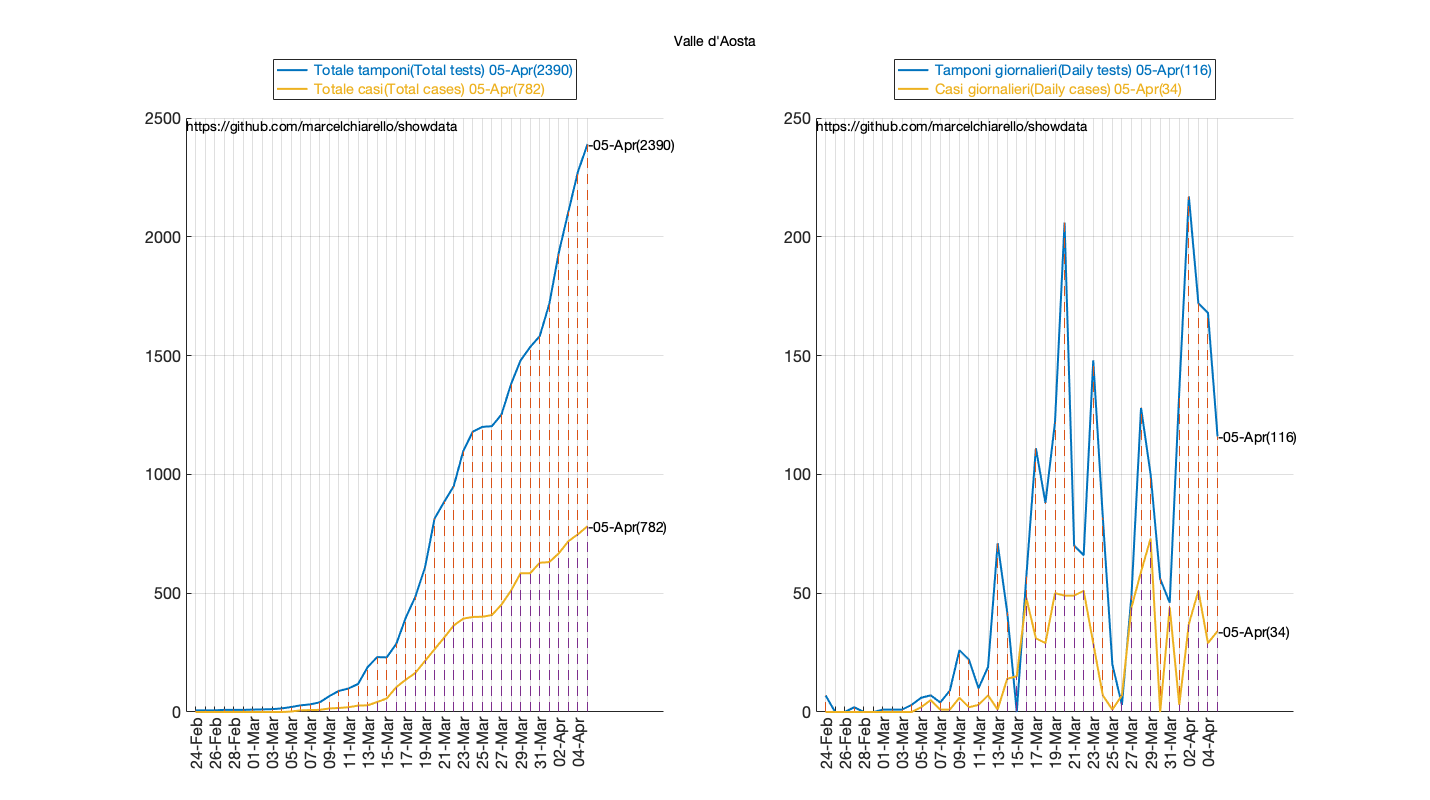 Valle d'Aosta
Totale tamponi(Total tests) 05-Apr(2390)
Totale casi(Total cases) 05-Apr(782)
2500
https://github.com/marcelchiarello/showdata
-05-Apr(2390)
2000
1500
1000
-05-Apr(782)
500
0
24-Feb
26-Feb
28-Feb
01-Mar
03-Mar
05-Mar
07-Mar
09-Mar
11-Mar
13-Mar
15-Mar
17-Mar
19-Mar
21-Mar
23-Mar
25-Mar
27-Mar
29-Mar
31-Mar
02-Apr
04-Apr
Tamponi giornalieri(Daily tests) 05-Apr(116)
Casi giornalieri(Daily cases) 05-Apr(34)
250
https://github.com/marcelchiarello/showdata
200
150
-05-Apr(116)
100
50
-05-Apr(34)
0
24-Feb
26-Feb
28-Feb
01-Mar
03-Mar
05-Mar
07-Mar
09-Mar
11-Mar
13-Mar
15-Mar
17-Mar
19-Mar
21-Mar
23-Mar
25-Mar
27-Mar
29-Mar
31-Mar
02-Apr
04-Apr